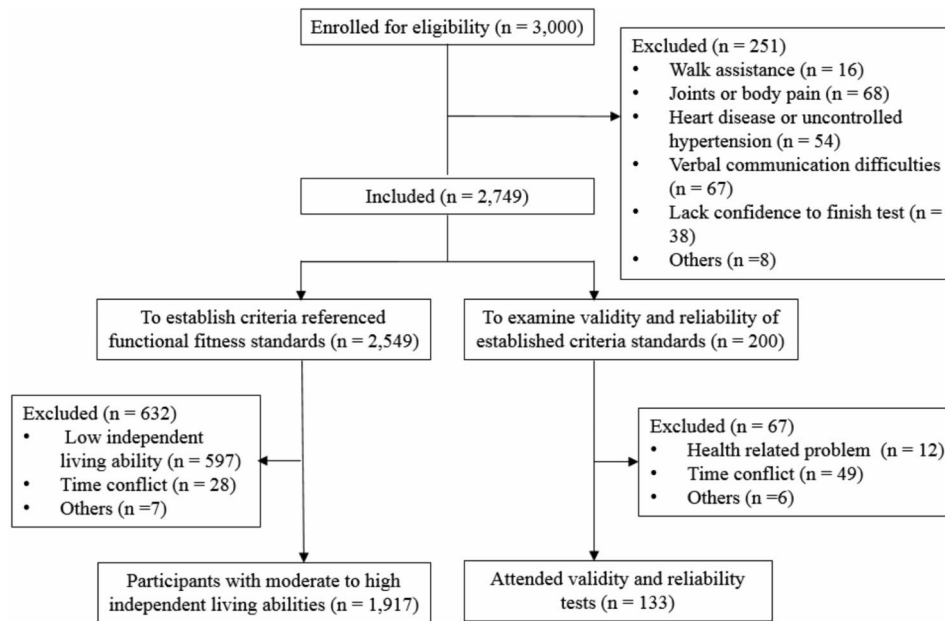 Enrolled for eligibility (n = 3,000)
Excluded (n = 251)
• Walk assistance (n = 16)
• Joints or body pain (n = 68)
• Heart disease or uncontrolled
hypertension (n = 54)
• Verbal communication difficulties
(n = 67)
• Lack confidence to finish test (n =
38)
• Others (n =8)
Included (n = 2,749)
To establish criteria referenced
functional fitness standards (n = 2,549)
To examine validity and reliability of
established criteria standards (n = 200)
Excluded (n = 632)
• Low independent
living ability (n = 597)
• Time conflict (n = 28)
• Others (n =7)
Excluded (n = 67)
• Health related problem (n = 12)
• Time conflict (n = 49)
• Others (n =6)
Participants with moderate to high
independent living abilities (n = 1,917)
Attended validity and reliability
tests (n = 133)